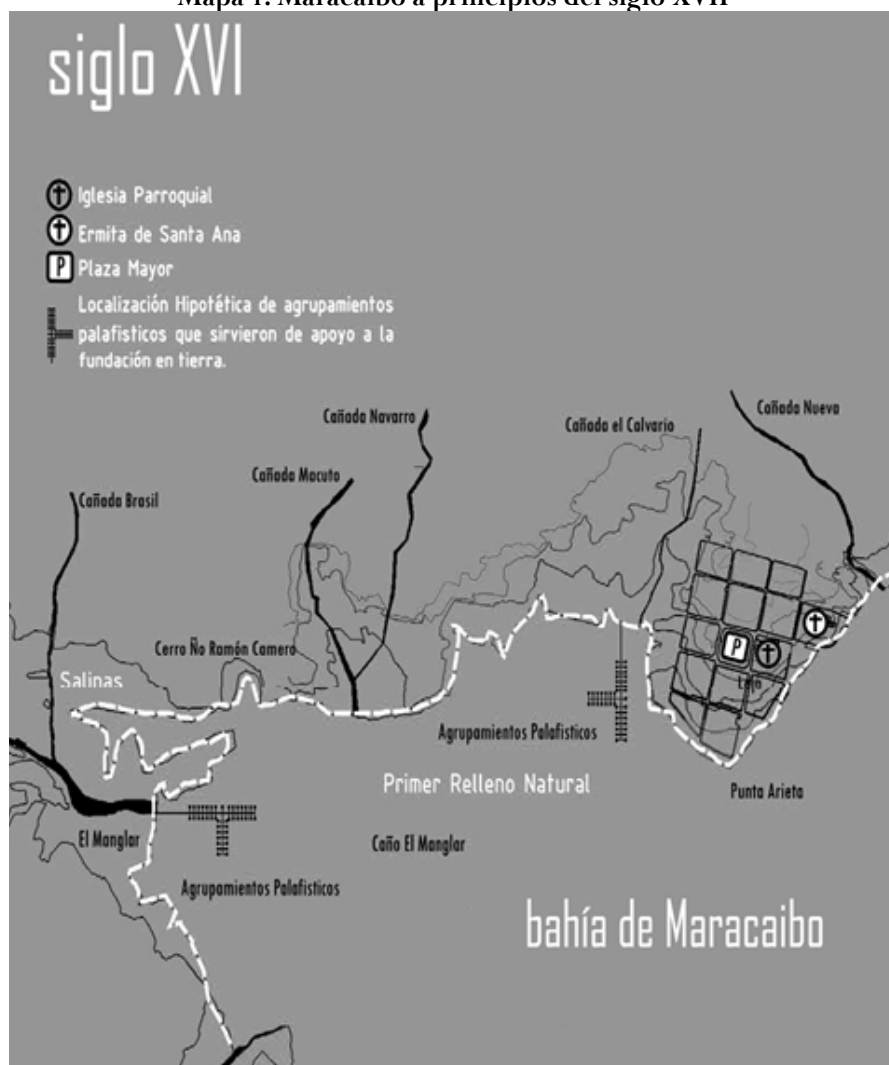 Mapa 1. Maracaibo a principios del siglo XVII
siglo XVI
Iglesia Parroquial
Ermita de Santa Ana
P Plaza Mayor
Localización Hipotética de agrupamientos
palafisticos que sirvieron de apoyo a la
fundación en tierra.
Cañada Nueva
Cañada Navarro
Cañada el Calvario
Cañada Macuto
Cañada Brasil
Cerro Ño Ramón Camero
P
Salinas
Agrupamientos Palafisticos
Primer Relleno Natural
Punta Arieta
El Manglar
Caño El Manglar
Agrupamientos Palafisticos
bahía de Maracaibo